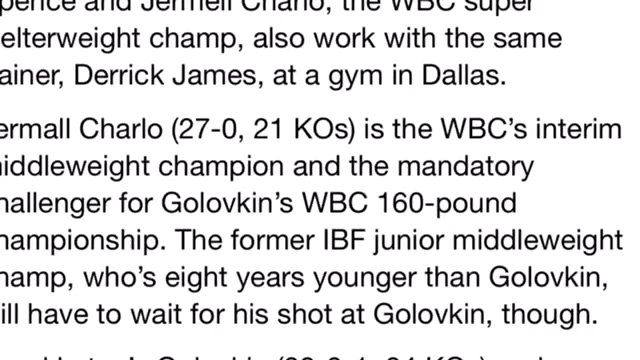 and Jermell Charlo, the WBC super
elterweight champ, also work with the same
ainer, Derrick James, at a gym in Dallas.
ermall Charlo (27-0, 21 KOs) is the WBC's interim
iddleweight champion and the mandatory
hallenger for Golovkin's WBC 160-pound
hampionship. The former IBF junior middleweight
hamp, who's eight years younger than Golovkin,
ill have to wait for his shot at Golovkin, though.